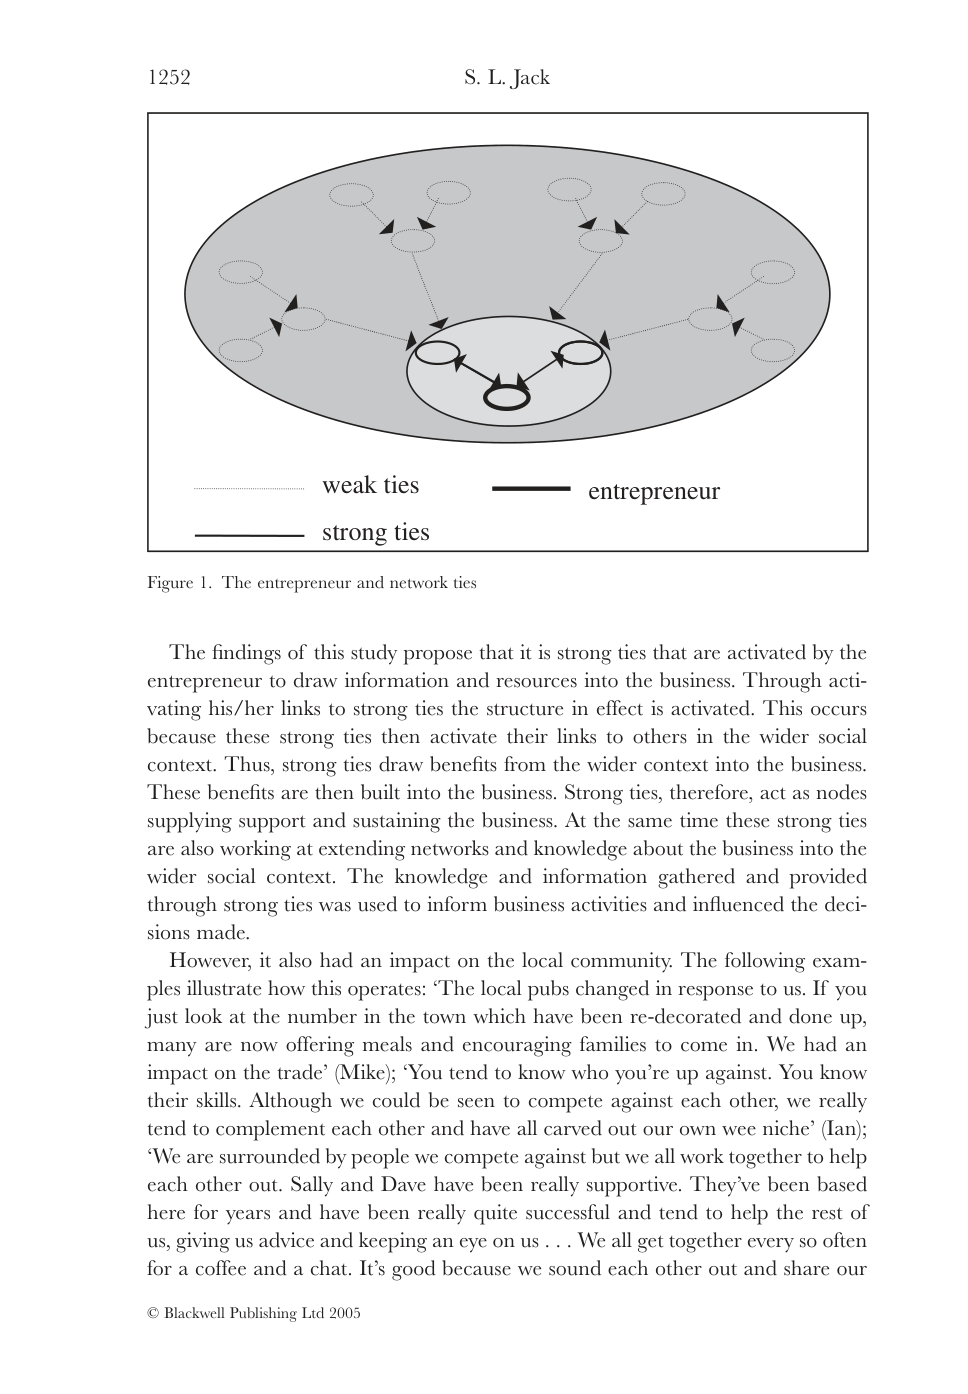 1252
S. L. Jack
weak ties
entrepreneur
strong ties
Figure 1. The entrepreneur and network ties
The findings of this study propose that it is strong ties that are activated by the
entrepreneur to draw information and resources into the business. Through acti-
vating his/her links to strong ties the structure in effect is activated. This occurs
because these strong ties then activate their links to others in the wider social
context. Thus, strong ties draw benefits from the wider context into the business.
These benefits are then built into the business. Strong ties, therefore, act as nodes
supplying support and sustaining the business. At the same time these strong ties
are also working at extending networks and knowledge about the business into the
wider social context. The knowledge and information gathered and provided
through strong ties was used to inform business activities and influenced the deci-
sions made.
However, it also had an impact on the local community. The following exam-
ples illustrate how this operates: ‘The local pubs changed in response to us. If you
just look at the number in the town which have been re-decorated and done up,
many are now offering meals and encouraging families to come in. We had an
impact on the trade’ (Mike); ‘You tend to know who you’re up against. You know
their skills. Although we could be seen to compete against each other, we really
tend to complement each other and have all carved out our own wee niche’ (Ian);
‘We are surrounded by people we compete against but we all work together to help
each other out. Sally and Dave have been really supportive. They’ve been based
here for years and have been really quite successful and tend to help the rest of
us, giving us advice and keeping an eye on us . . . We all get together every so often
for a coffee and a chat. It’s good because we sound each other out and share our
© Blackwell Publishing Ltd 2005